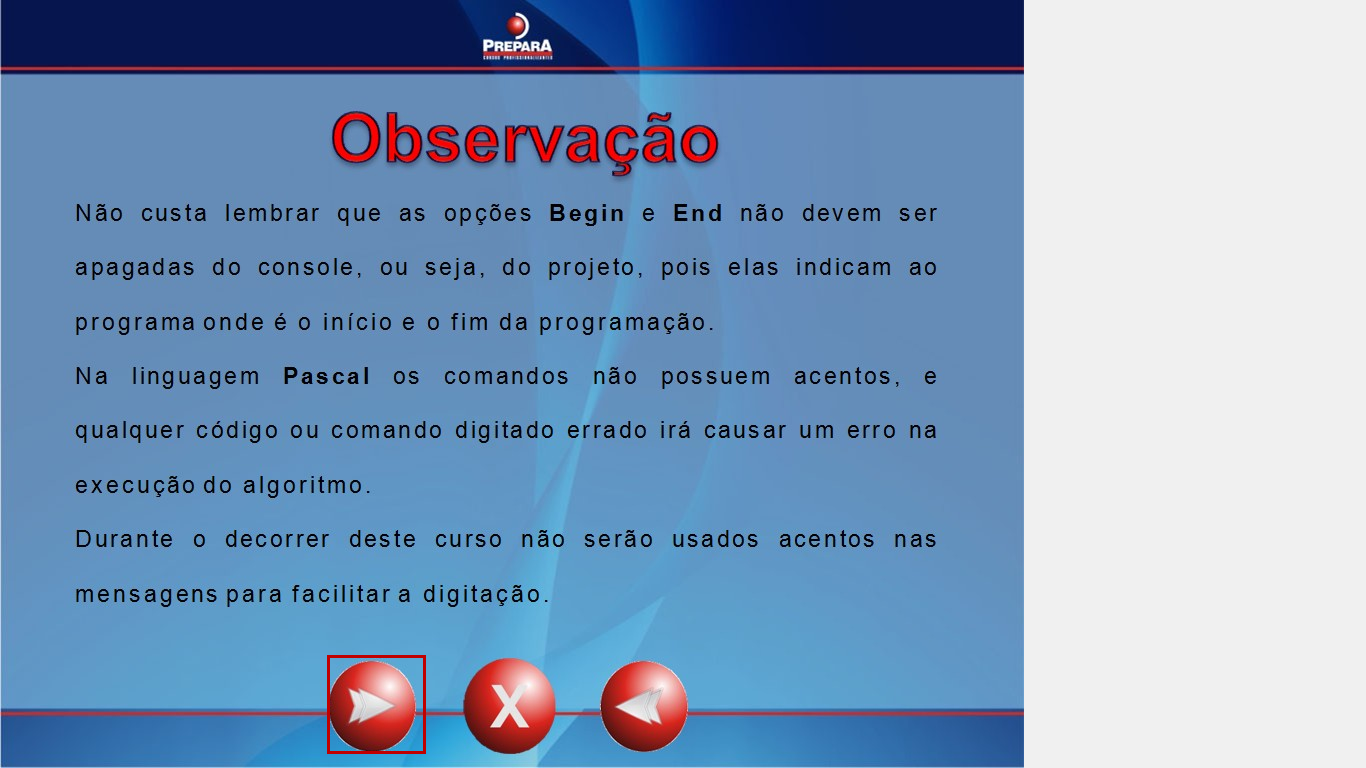 PREPARA
CURSOS PROFISSIONALIZANTES
Observação
Não custa lembrar que as opções Begin e End não devem ser
apagadas do console, ou seja, do projeto, pois elas indicam ao
programa onde é o início e o fim da programação.
Na linguagem Pascal os comandos não possuem acentos, e
qualquer código ou comando digitado errado irá causar um erro na
execução do algoritmo.
Durante o decorrer deste curso não serão usados acentos nas
mensagens para facilitar a digitação.
X